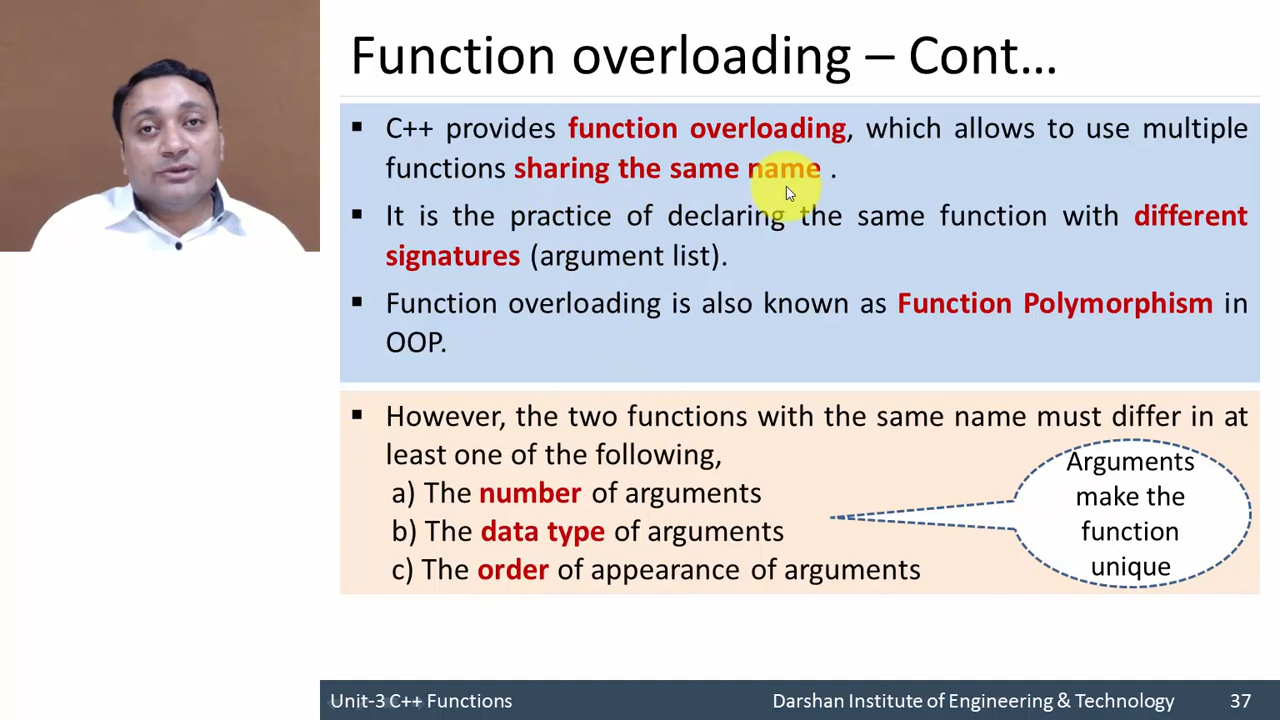 Function overloading – Cont…
▪ C++ provides function overloading, which allows to use multiple
functions sharing the same name .
▪ It is the practice of declaring the same function with different
signatures (argument list).
▪ Function overloading is also known as Function Polymorphism in
OOP.
▪ However, the two functions with the same name must differ in at
least one of the following,
a) The number of arguments
b) The data type of arguments
c) The order of appearance of arguments
Arguments
make the
function
unique
Unit-3 C++ Functions
Darshan Institute of Engineering & Technology
37